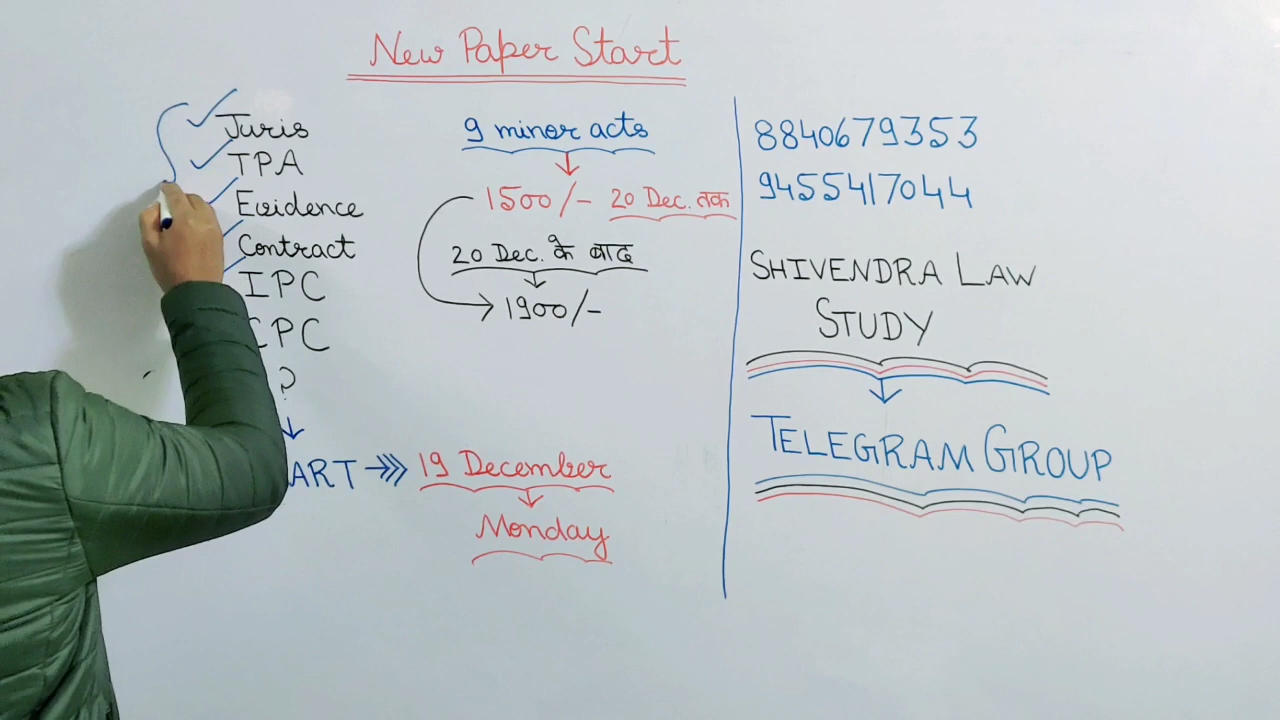 New Paper Start
Juris
TPA
Evidence
Contract
IPC
CPC
?
ART
9 minor acts
1500/- 20 Dec. तक
20 Dec. के बाद
1900/-
19 December
Monday
8840679353
9455417044
SHIVENDRA LAW
STUDY
TELEGRAM GROUP